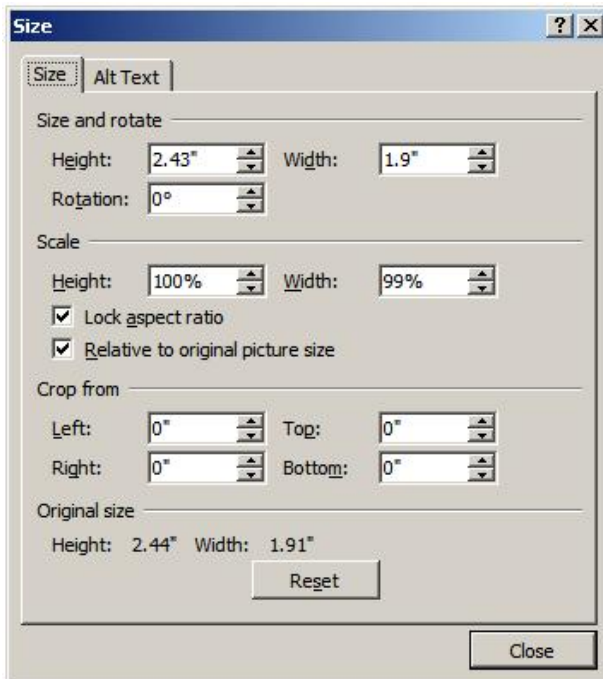 Size
Size Alt Text
Size and rotate
Height: 2.43" Width: 1.9"
Rotation: 0°
Scale
Height: 100% Width: 99%
Lock aspect ratio
Relative to original picture size
Crop from
Left: 0" Top: 0"
Right: 0" Bottom: 0"
Original size
Height: 2.44" Width: 1.91"
Reset
Close